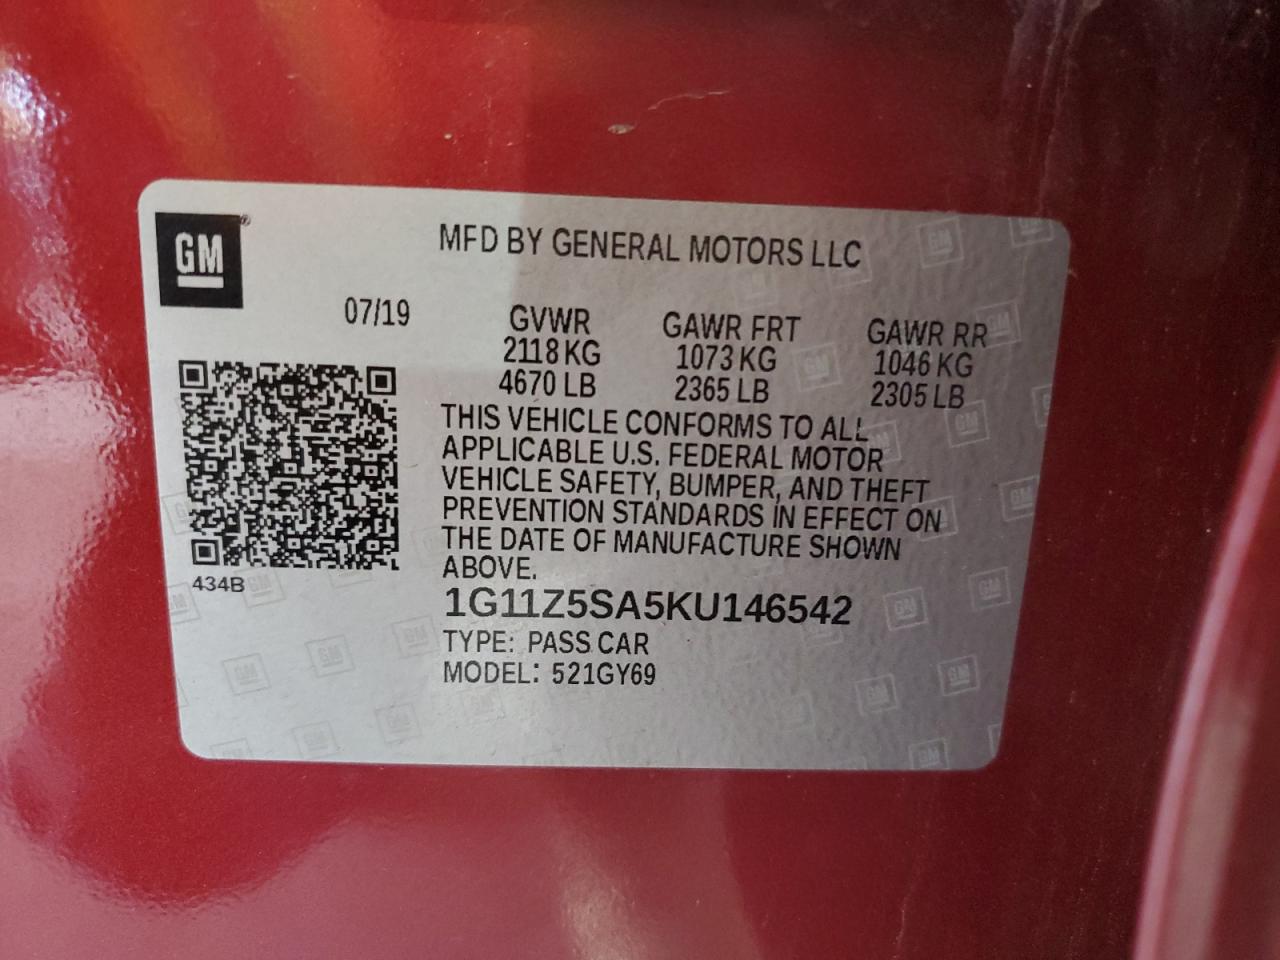 GM®
MFD BY GENERAL MOTORS LLC
07/19
GVWR
2118 KG
4670 LB
GAWR FRT
1073 KG
2365 LB
GAWR RR
1046 KG
2305 LB
THIS VEHICLE CONFORMS TO ALL
APPLICABLE U.S. FEDERAL MOTOR
VEHICLE SAFETY, BUMPER, AND THEFT
PREVENTION STANDARDS IN EFFECT ON
THE DATE OF MANUFACTURE SHOWN
ABOVE.
434B
1G11Z5SA5KU146542
TYPE: PASS CAR
MODEL: 521GY69